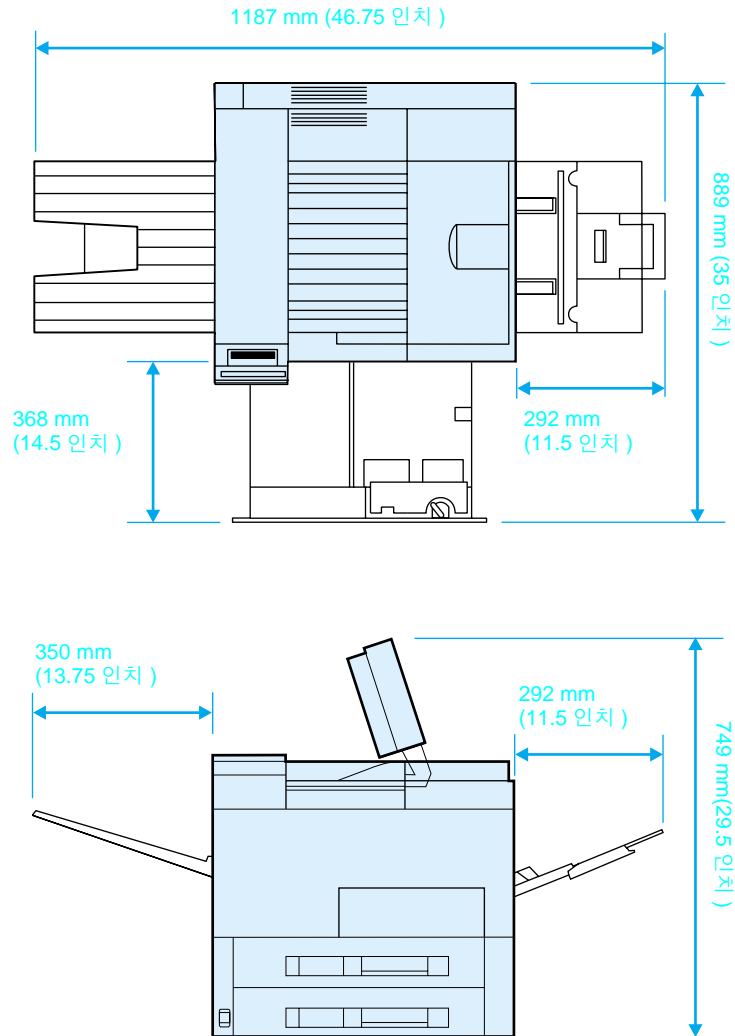 1187 mm (46.75 인치 )
889 mm (35 인치 )
368 mm
(14.5 인치 )
292 mm
(11.5 인치 )
350 mm
(13.75 인치 )
292 mm
(11.5 인치 )
749 mm(29.5 인치 )